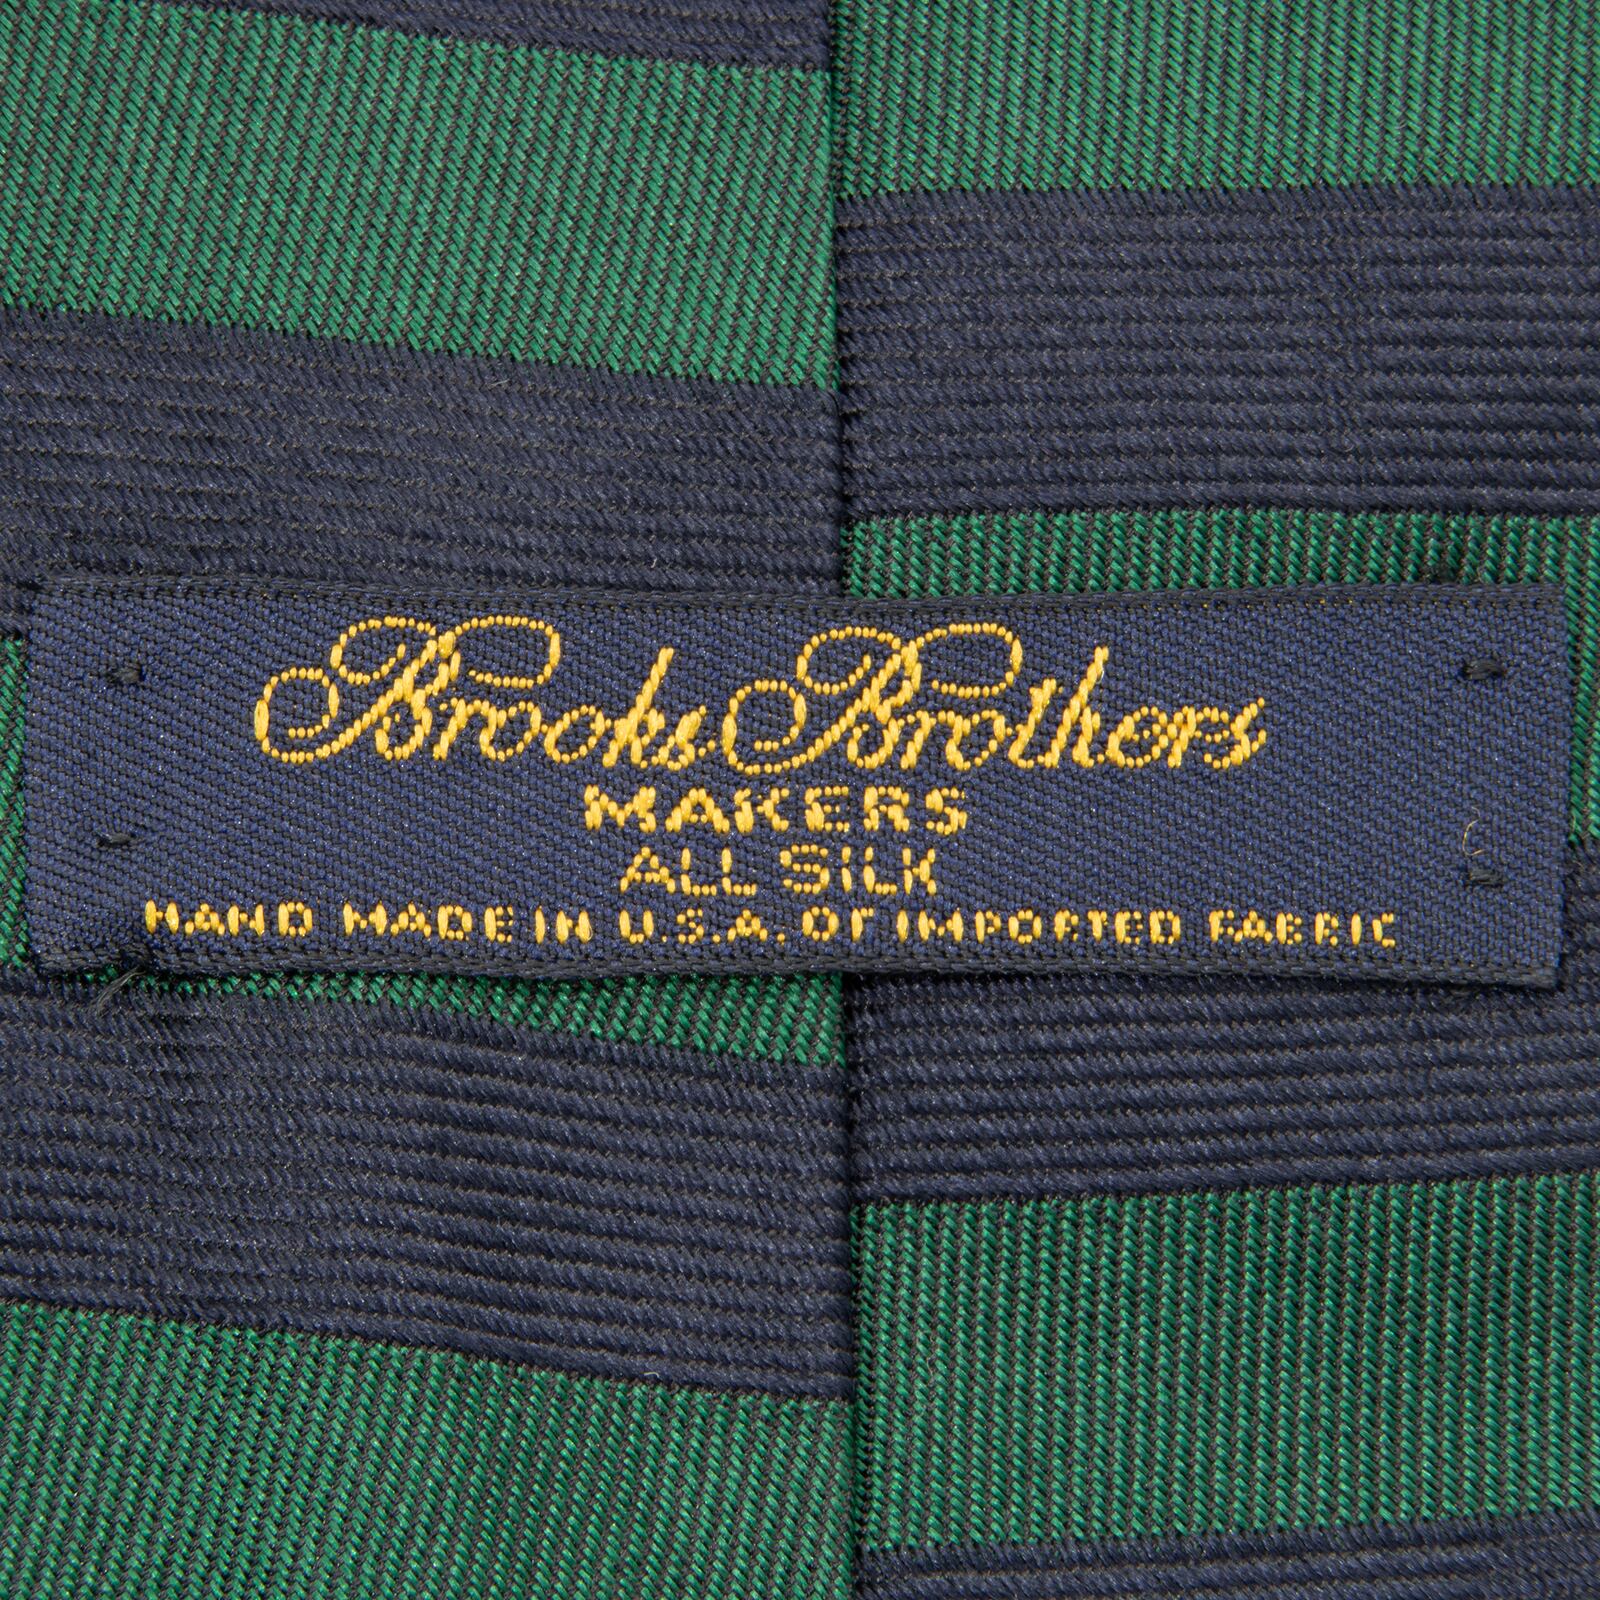 Brooks Brothers
MAKERS
ALL SILK
HAND MADE IN U.S.A. OF IMPORTED FABRIC